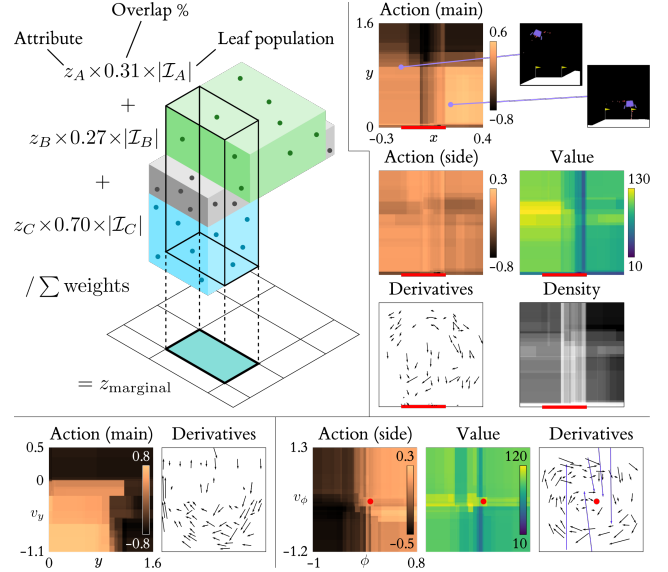 Overlap %
Attribute
Leaf population
z_A × 0.31 × |I_A|
+
z_B × 0.27 × |I_B|
+
z_C × 0.70 × |I_C|
/ ∑ weights
= z_marginal
Action (main)
1.6
y
0
-0.3
x
0.4
0.6
-0.8
Action (side)
0.3
-0.8
Value
130
10
Derivatives
Density
Action (main)
0.5
0
v_y
-1.1
0
y
1.6
0.8
-0.8
Derivatives
Action (side)
1.3
v_ϕ
-1.2
-1
ϕ
0.8
0.3
-0.5
Value
120
10
Derivatives